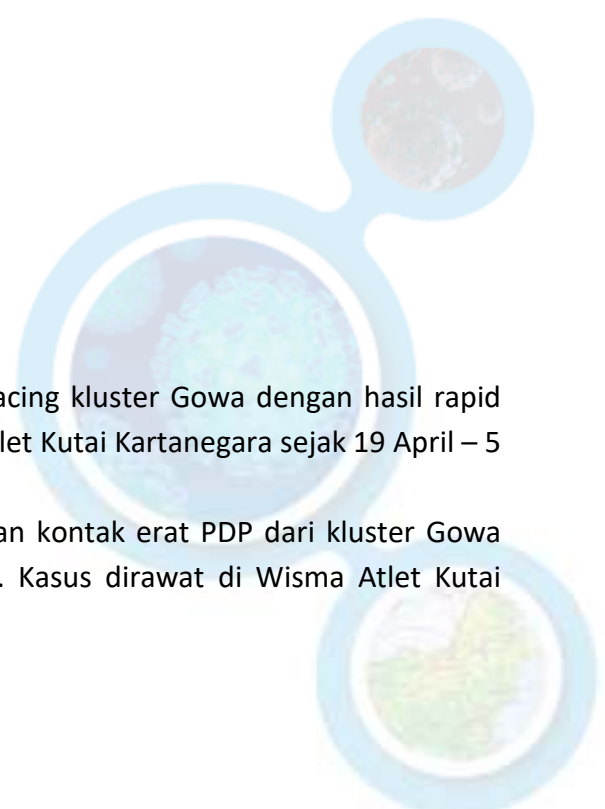 acing kluster Gowa dengan hasil rapid
let Kutai Kartanegara sejak 19 April – 5
an kontak erat PDP dari kluster Gowa
. Kasus dirawat di Wisma Atlet Kutai